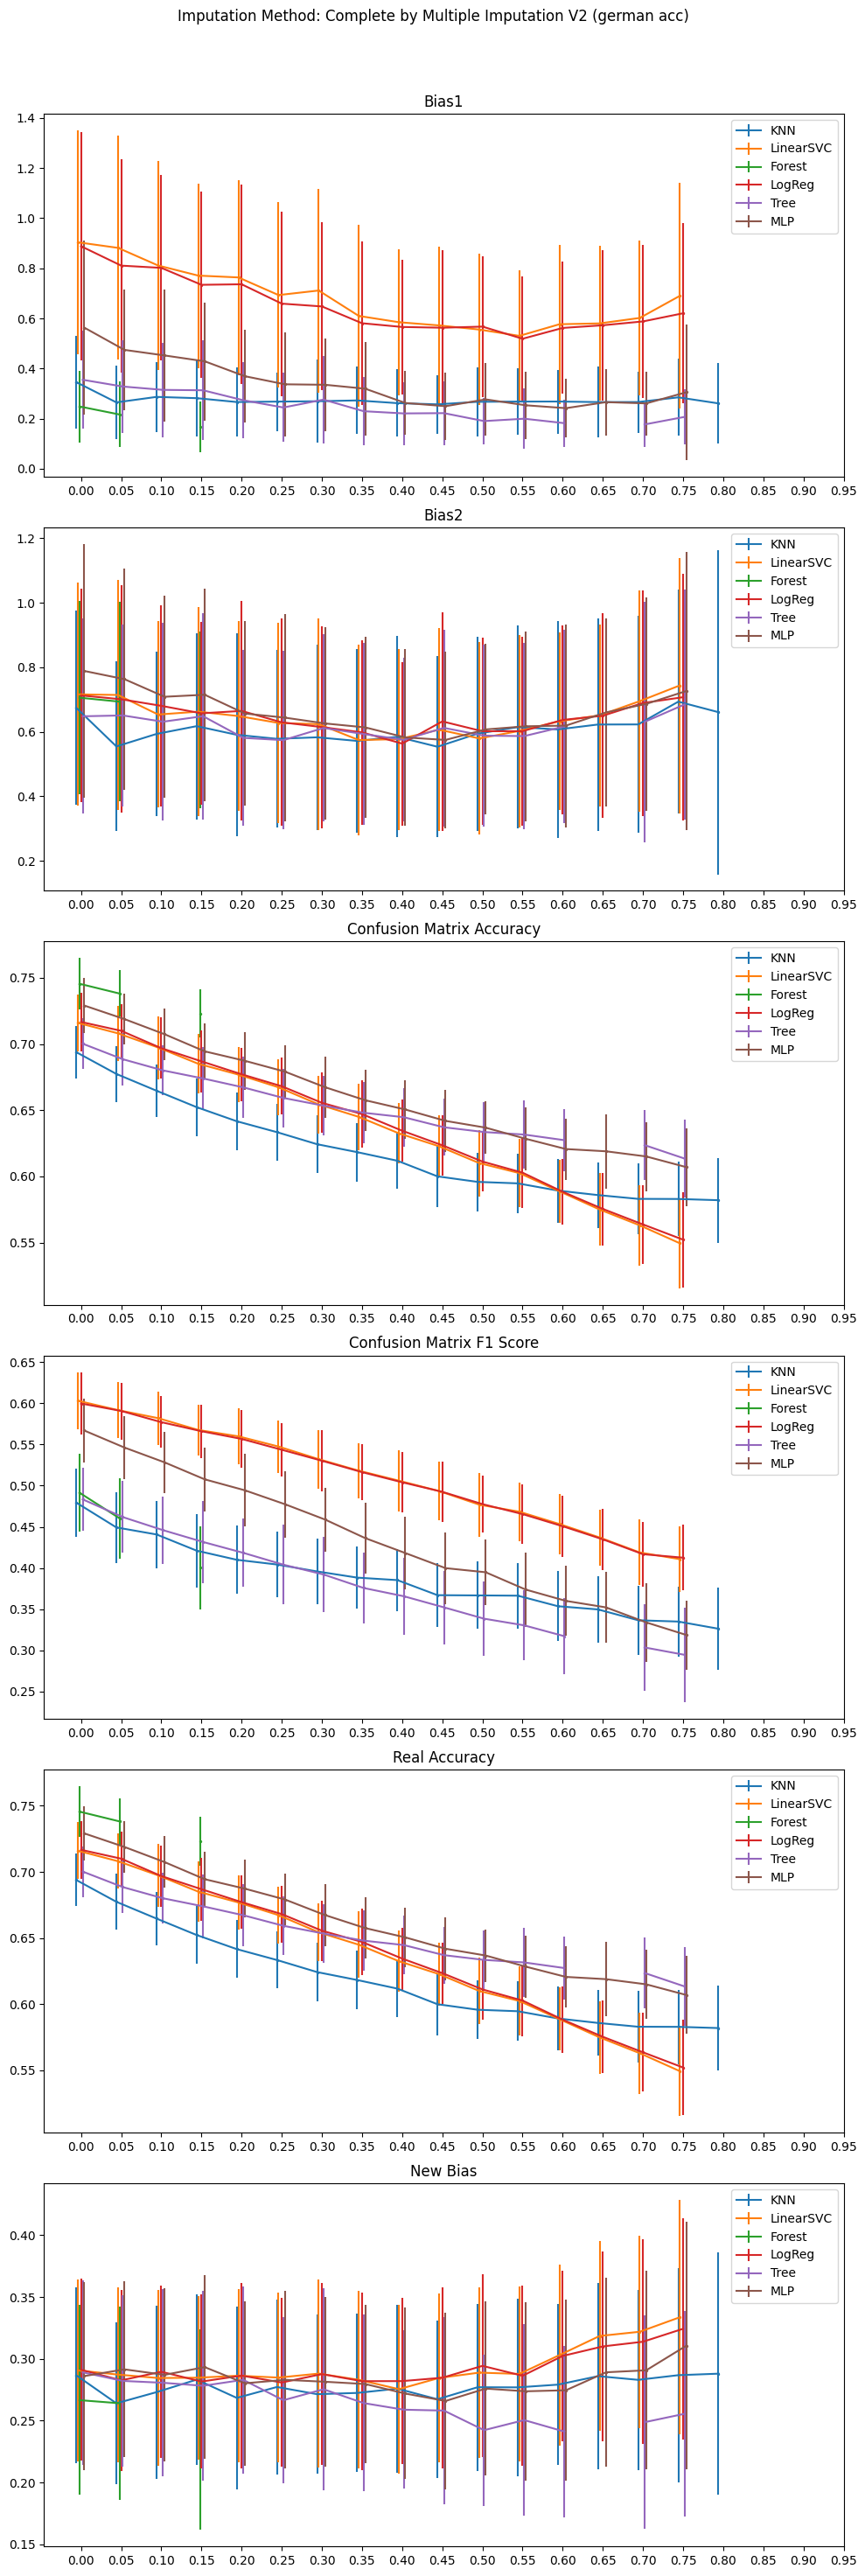 Imputation Method: Complete by Multiple Imputation V2 (german acc)
Bias1
1.4
1.2
1.0
0.8
0.6
0.4
0.2
0.0
KNN
LinearSVC
Forest
LogReg
Tree
MLP
0.00 0.05 0.10 0.15 0.20 0.25 0.30 0.35 0.40 0.45 0.50 0.55 0.60 0.65 0.70 0.75 0.80 0.85 0.90 0.95
Bias2
1.2
1.0
0.8
0.6
0.4
0.2
KNN
LinearSVC
Forest
LogReg
Tree
MLP
0.00 0.05 0.10 0.15 0.20 0.25 0.30 0.35 0.40 0.45 0.50 0.55 0.60 0.65 0.70 0.75 0.80 0.85 0.90 0.95
Confusion Matrix Accuracy
0.75
0.70
0.65
0.60
0.55
KNN
LinearSVC
Forest
LogReg
Tree
MLP
0.00 0.05 0.10 0.15 0.20 0.25 0.30 0.35 0.40 0.45 0.50 0.55 0.60 0.65 0.70 0.75 0.80 0.85 0.90 0.95
Confusion Matrix F1 Score
0.65
0.60
0.55
0.50
0.45
0.40
0.35
0.30
0.25
KNN
LinearSVC
Forest
LogReg
Tree
MLP
0.00 0.05 0.10 0.15 0.20 0.25 0.30 0.35 0.40 0.45 0.50 0.55 0.60 0.65 0.70 0.75 0.80 0.85 0.90 0.95
Real Accuracy
0.75
0.70
0.65
0.60
0.55
KNN
LinearSVC
Forest
LogReg
Tree
MLP
0.00 0.05 0.10 0.15 0.20 0.25 0.30 0.35 0.40 0.45 0.50 0.55 0.60 0.65 0.70 0.75 0.80 0.85 0.90 0.95
New Bias
0.40
0.35
0.30
0.25
0.20
0.15
KNN
LinearSVC
Forest
LogReg
Tree
MLP
0.00 0.05 0.10 0.15 0.20 0.25 0.30 0.35 0.40 0.45 0.50 0.55 0.60 0.65 0.70 0.75 0.80 0.85 0.90 0.95